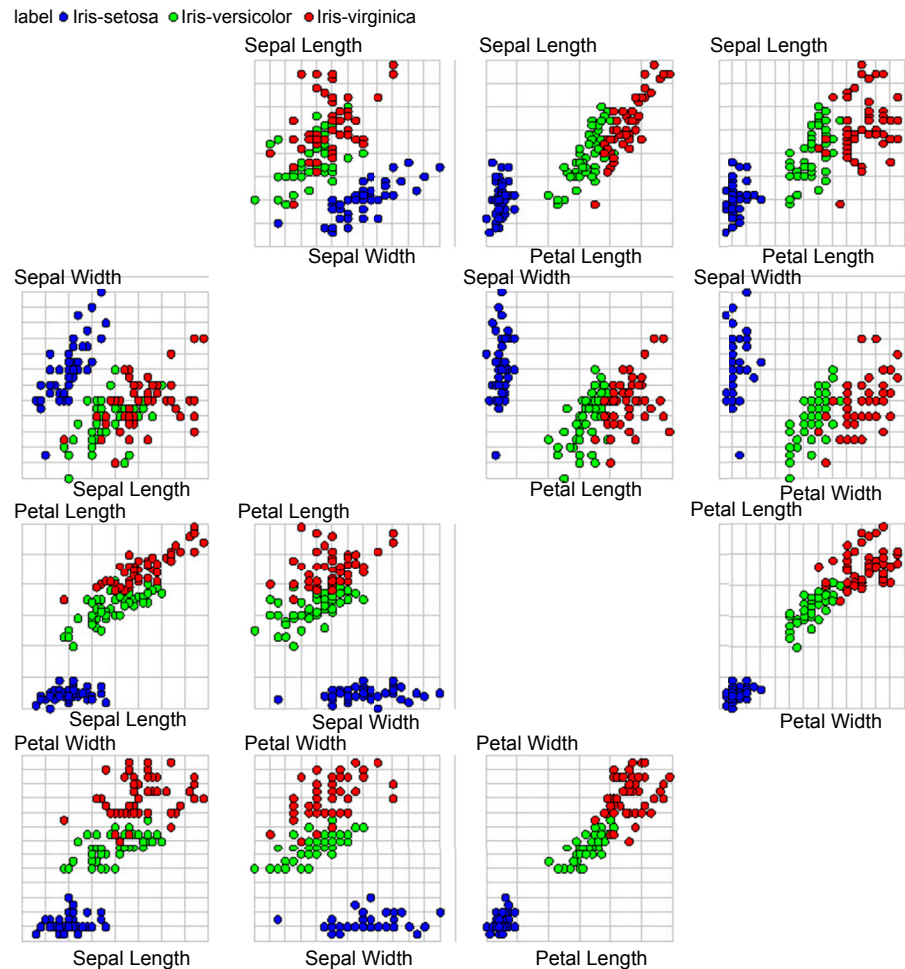 label Iris-setosa Iris-versicolor Iris-virginica
Sepal Length Sepal Length Sepal Length
Sepal Width Petal Length Petal Length
Sepal Width Sepal Width Sepal Width
Sepal Length Petal Length Petal Width
Petal Length Petal Length Petal Length
Sepal Length Sepal Width Petal Width
Petal Width Petal Width Petal Width
Sepal Length Sepal Width Petal Length